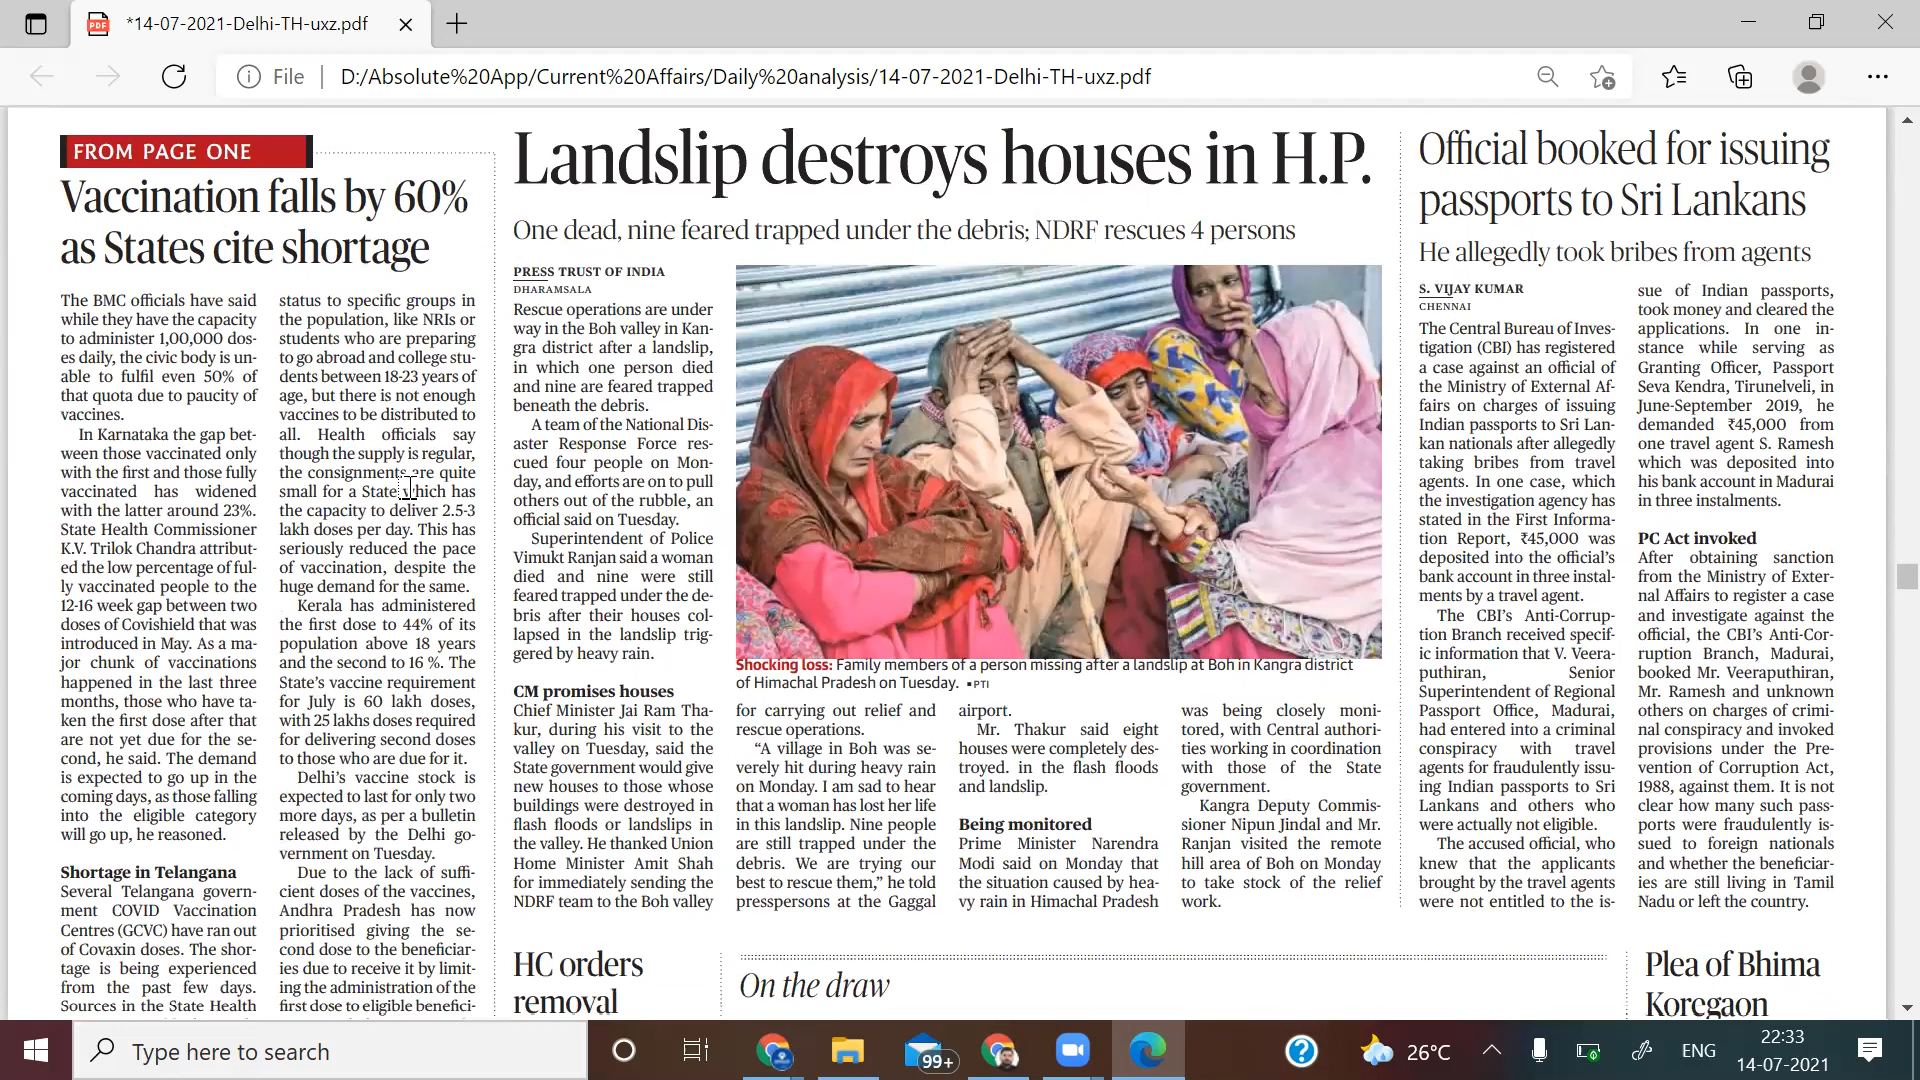 *14-07-2021-Delhi-TH-uxz.pdf
File
D:/Absolute%20App/Current%20Affairs/Daily%20analysis/14-07-2021-Delhi-TH-uxz.pdf
FROM PAGE ONE
Vaccination falls by 60%
as States cite shortage
The BMC officials have said
while they have the capacity
to administer 1,00,000 dos-
es daily, the civic body is un-
able to fulfil even 50% of
that quota due to paucity of
vaccines.
In Karnataka the gap bet-
ween those vaccinated only
with the first and those fully
vaccinated has widened
with the latter around 23%.
State Health Commissioner
K.V. Trilok Chandra attribut-
ed the low percentage of ful-
ly vaccinated people to the
12-16 week gap between two
doses of Covishield that was
introduced in May. As a ma-
jor chunk of vaccinations
happened in the last three
months, those who have ta-
ken the first dose after that
are not yet due for the se-
cond, he said. The demand
is expected to go up in the
coming days, as those falling
into the eligible category
will go up, he reasoned.
Shortage in Telangana
Several Telangana govern-
ment COVID Vaccination
Centres (GCVC) have ran out
of Covaxin doses. The shor-
tage is being experienced
from the past few days.
Sources in the State Health
status to specific groups in
the population, like NRIs or
students who are preparing
to go abroad and college stu-
dents between 18-23 years of
age, but there is not enough
vaccines to be distributed to
all. Health officials say
though the supply is regular,
the consignments are quite
small for a State which has
the capacity to deliver 2.5-3
lakh doses per day. This has
seriously reduced the pace
of vaccination, despite the
huge demand for the same.
Kerala has administered
the first dose to 44% of its
population above 18 years
and the second to 16 %. The
State's vaccine requirement
for July is 60 lakh doses,
with 25 lakhs doses required
for delivering second doses
to those who are due for it.
Delhi's vaccine stock is
expected to last for only two
more days, as per a bulletin
released by the Delhi go-
vernment on Tuesday.
Due to the lack of suffi-
cient doses of the vaccines,
Andhra Pradesh has now
prioritised giving the se-
cond dose to the beneficiar-
ies due to receive it by limit-
ing the administration of the
first dose to eligible benefici-
Landslip destroys houses in H.P.
One dead, nine feared trapped under the debris; NDRF rescues 4 persons
PRESS TRUST OF INDIA
DHARAMSALA
Rescue operations are under
way in the Boh valley in Kan-
gra district after a landslip,
in which one person died
and nine are feared trapped
beneath the debris.
A team of the National Dis-
aster Response Force res-
cued four people on Mon-
day, and efforts are on to pull
others out of the rubble, an
official said on Tuesday.
Superintendent of Police
Vimukt Ranjan said a woman
died and nine were still
feared trapped under the de-
bris after their houses col-
lapsed in the landslip trig-
gered by heavy rain.
CM promises houses
Chief Minister Jai Ram Tha-
kur, during his visit to the
valley on Tuesday, said the
State government would give
new houses to those whose
buildings were destroyed in
flash floods or landslips in
the valley. He thanked Union
Home Minister Amit Shah
for immediately sending the
NDRF team to the Boh valley
Shocking loss: Family members of a person missing after a landslip at Boh in Kangra district
of Himachal Pradesh on Tuesday. ▪PTI
for carrying out relief and
rescue operations.
"A village in Boh was se-
verely hit during heavy rain
on Monday. I am sad to hear
that a woman has lost her life
in this landslip. Nine people
are still trapped under the
debris. We are trying our
best to rescue them," he told
presspersons at the Gaggal
airport.
Mr. Thakur said eight
houses were completely des-
troyed. in the flash floods
and landslip.
Being monitored
Prime Minister Narendra
Modi said on Monday that
the situation caused by hea-
vy rain in Himachal Pradesh
was being closely moni-
tored, with Central authori-
ties working in coordination
with those of the State
government.
Kangra Deputy Commis-
sioner Nipun Jindal and Mr.
Ranjan visited the remote
hill area of Boh on Monday
to take stock of the relief
work.
Official booked for issuing
passports to Sri Lankans
He allegedly took bribes from agents
S. VIJAY KUMAR
CHENNAI
The Central Bureau of Inves-
tigation (CBI) has registered
a case against an official of
the Ministry of External Af-
fairs on charges of issuing
Indian passports to Sri Lan-
kan nationals after allegedly
taking bribes from travel
agents. In one case, which
the investigation agency has
stated in the First Informa-
tion Report, ₹45,000 was
deposited into the official's
bank account in three instal-
ments by a travel agent.
The CBI's Anti-Corrup-
tion Branch received specif-
ic information that V. Veera-
puthiran, Senior
Superintendent of Regional
Passport Office, Madurai,
had entered into a criminal
conspiracy with travel
agents for fraudulently issu-
ing Indian passports to Sri
Lankans and others who
were actually not eligible.
The accused official, who
knew that the applicants
brought by the travel agents
were not entitled to the is-
sue of Indian passports,
took money and cleared the
applications. In one in-
stance while serving as
Granting Officer, Passport
Seva Kendra, Tirunelveli, in
June-September 2019, he
demanded ₹45,000 from
one travel agent S. Ramesh
which was deposited into
his bank account in Madurai
in three instalments.
PC Act invoked
After obtaining sanction
from the Ministry of Exter-
nal Affairs to register a case
and investigate against the
official, the CBI's Anti-Cor-
ruption Branch, Madurai,
booked Mr. Veeraputhiran,
Mr. Ramesh and unknown
others on charges of crimi-
nal conspiracy and invoked
provisions under the Pre-
vention of Corruption Act,
1988, against them. It is not
clear how many such pass-
ports were fraudulently is-
sued to foreign nationals
and whether the beneficiar-
ies are still living in Tamil
Nadu or left the country.
HC orders
removal
On the draw
Plea of Bhima
Koregaon
Type here to search
99+
26°C
ENG
22:33
14-07-2021